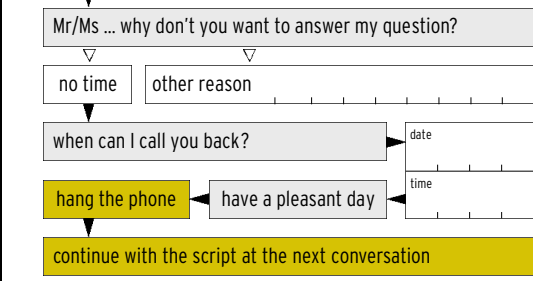 Mr/Ms ... why don't you want to answer my question?
no time
other reason
when can I call you back?
date
time
have a pleasant day
hang the phone
continue with the script at the next conversation